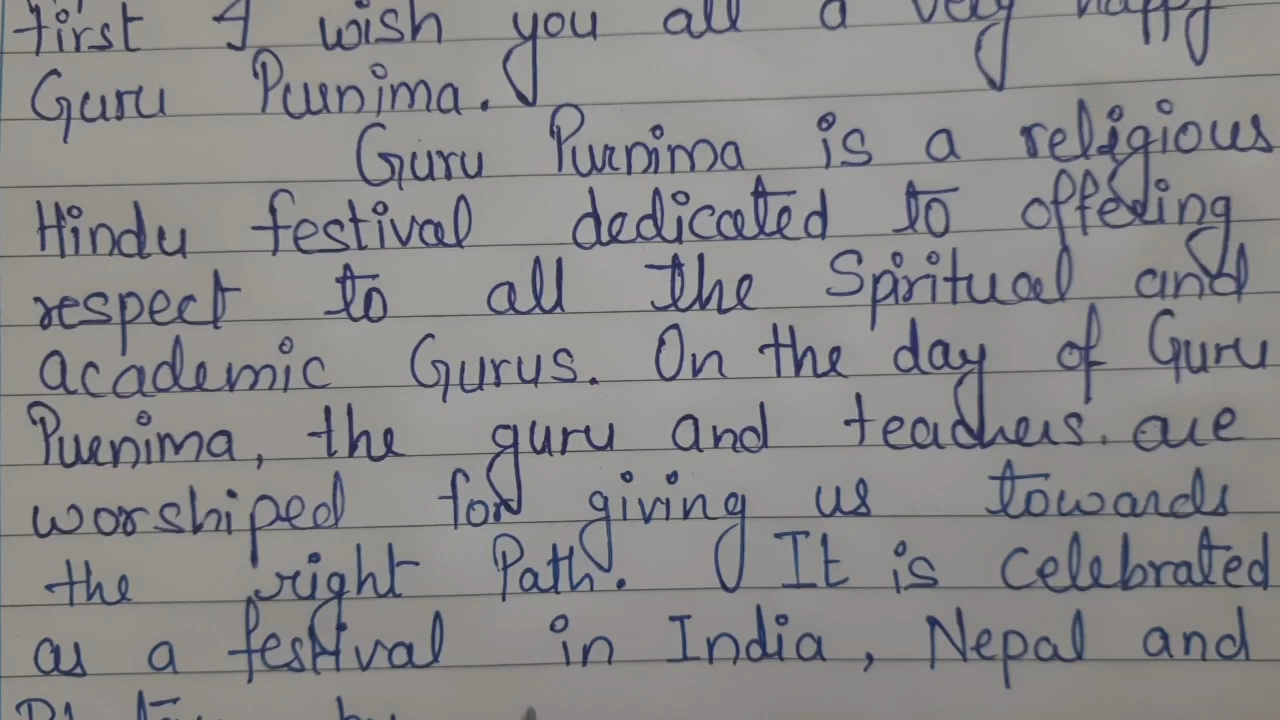 first I wish you all a very happy
Guru Purnima.
Guru Purnima is a religious
Hindu festival dedicated to offering
respect to all the Spiritual and
academic Gurus. On the day of Guru
Purnima, the guru and teachers. are
worshiped for giving us towards
the right Path. It is celebrated
as a festival in India, Nepal and
by